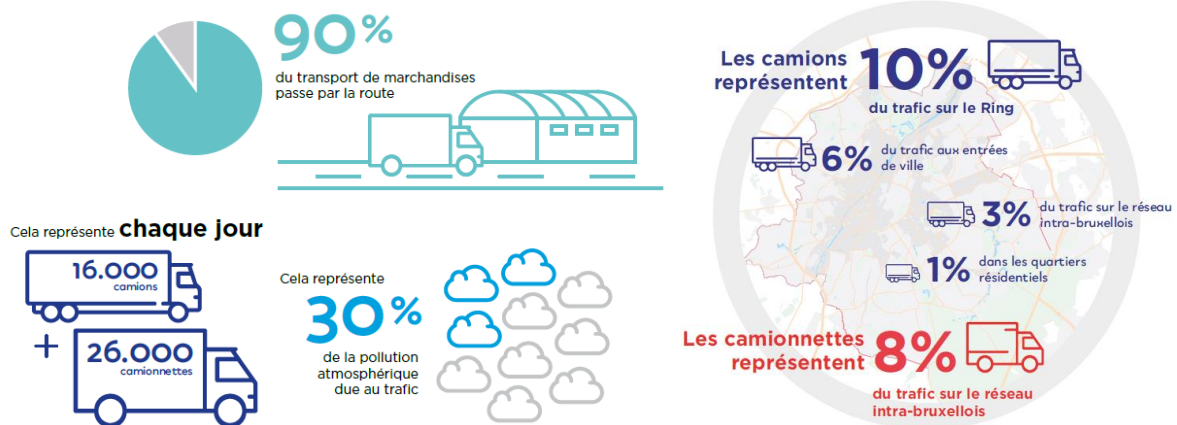 90%
du transport de marchandises
passe par la route
Cela représente chaque jour
16.000
camions
+
26.000
camionnettes
Cela représente
30%
de la pollution
atmosphérique
due au trafic
Les camions
représentent
10%
du trafic sur le Ring
6%
du trafic aux entrées
de ville
3%
du trafic sur le réseau
intra-bruxellois
1%
dans les quartiers
résidentiels
Les camionnettes
représentent
8%
du trafic sur le réseau
intra-bruxellois